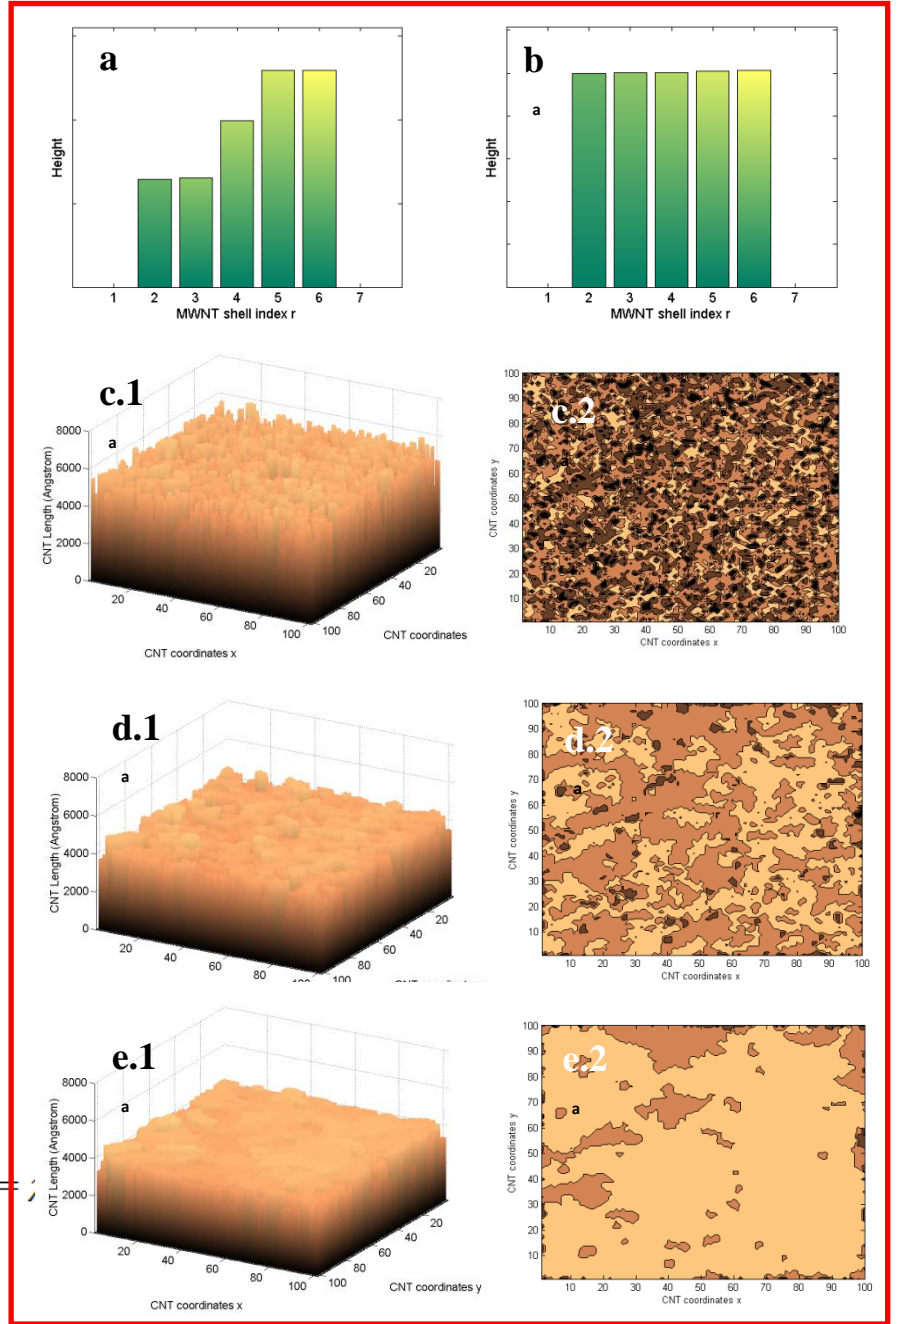 a
Height
1 2 3 4 5 6 7
MWNT shell index r
b
a
Height
1 2 3 4 5 6 7
MWNT shell index r
c.1
a
CNT Length (Angstrom)
8000
6000
4000
2000
0
20 40 60 80 100
100 80 60 40 20
CNT coordinates x
CNT coordinates
c.2
a
CNT coordinates y
100
90
80
70
60
50
40
30
20
10
10 20 30 40 50 60 70 80 90 100
CNT coordinates x
d.1
a
CNT Length (Angstrom)
8000
6000
4000
2000
0
20 40 60 80 100
100 80 60 40 20
d.2
a
CNT coordinates y
100
90
80
70
60
50
40
30
20
10
10 20 30 40 50 60 70 80 90 100
CNT coordinates x
e.1
a
CNT Length (Angstrom)
8000
6000
4000
2000
0
20 40 60 80 100
100 80 60 40 20
CNT coordinates x
CNT coordinates y
e.2
a
CNT coordinates y
100
90
80
70
60
50
40
30
20
10
10 20 30 40 50 60 70 80 90 100
CNT coordinates x